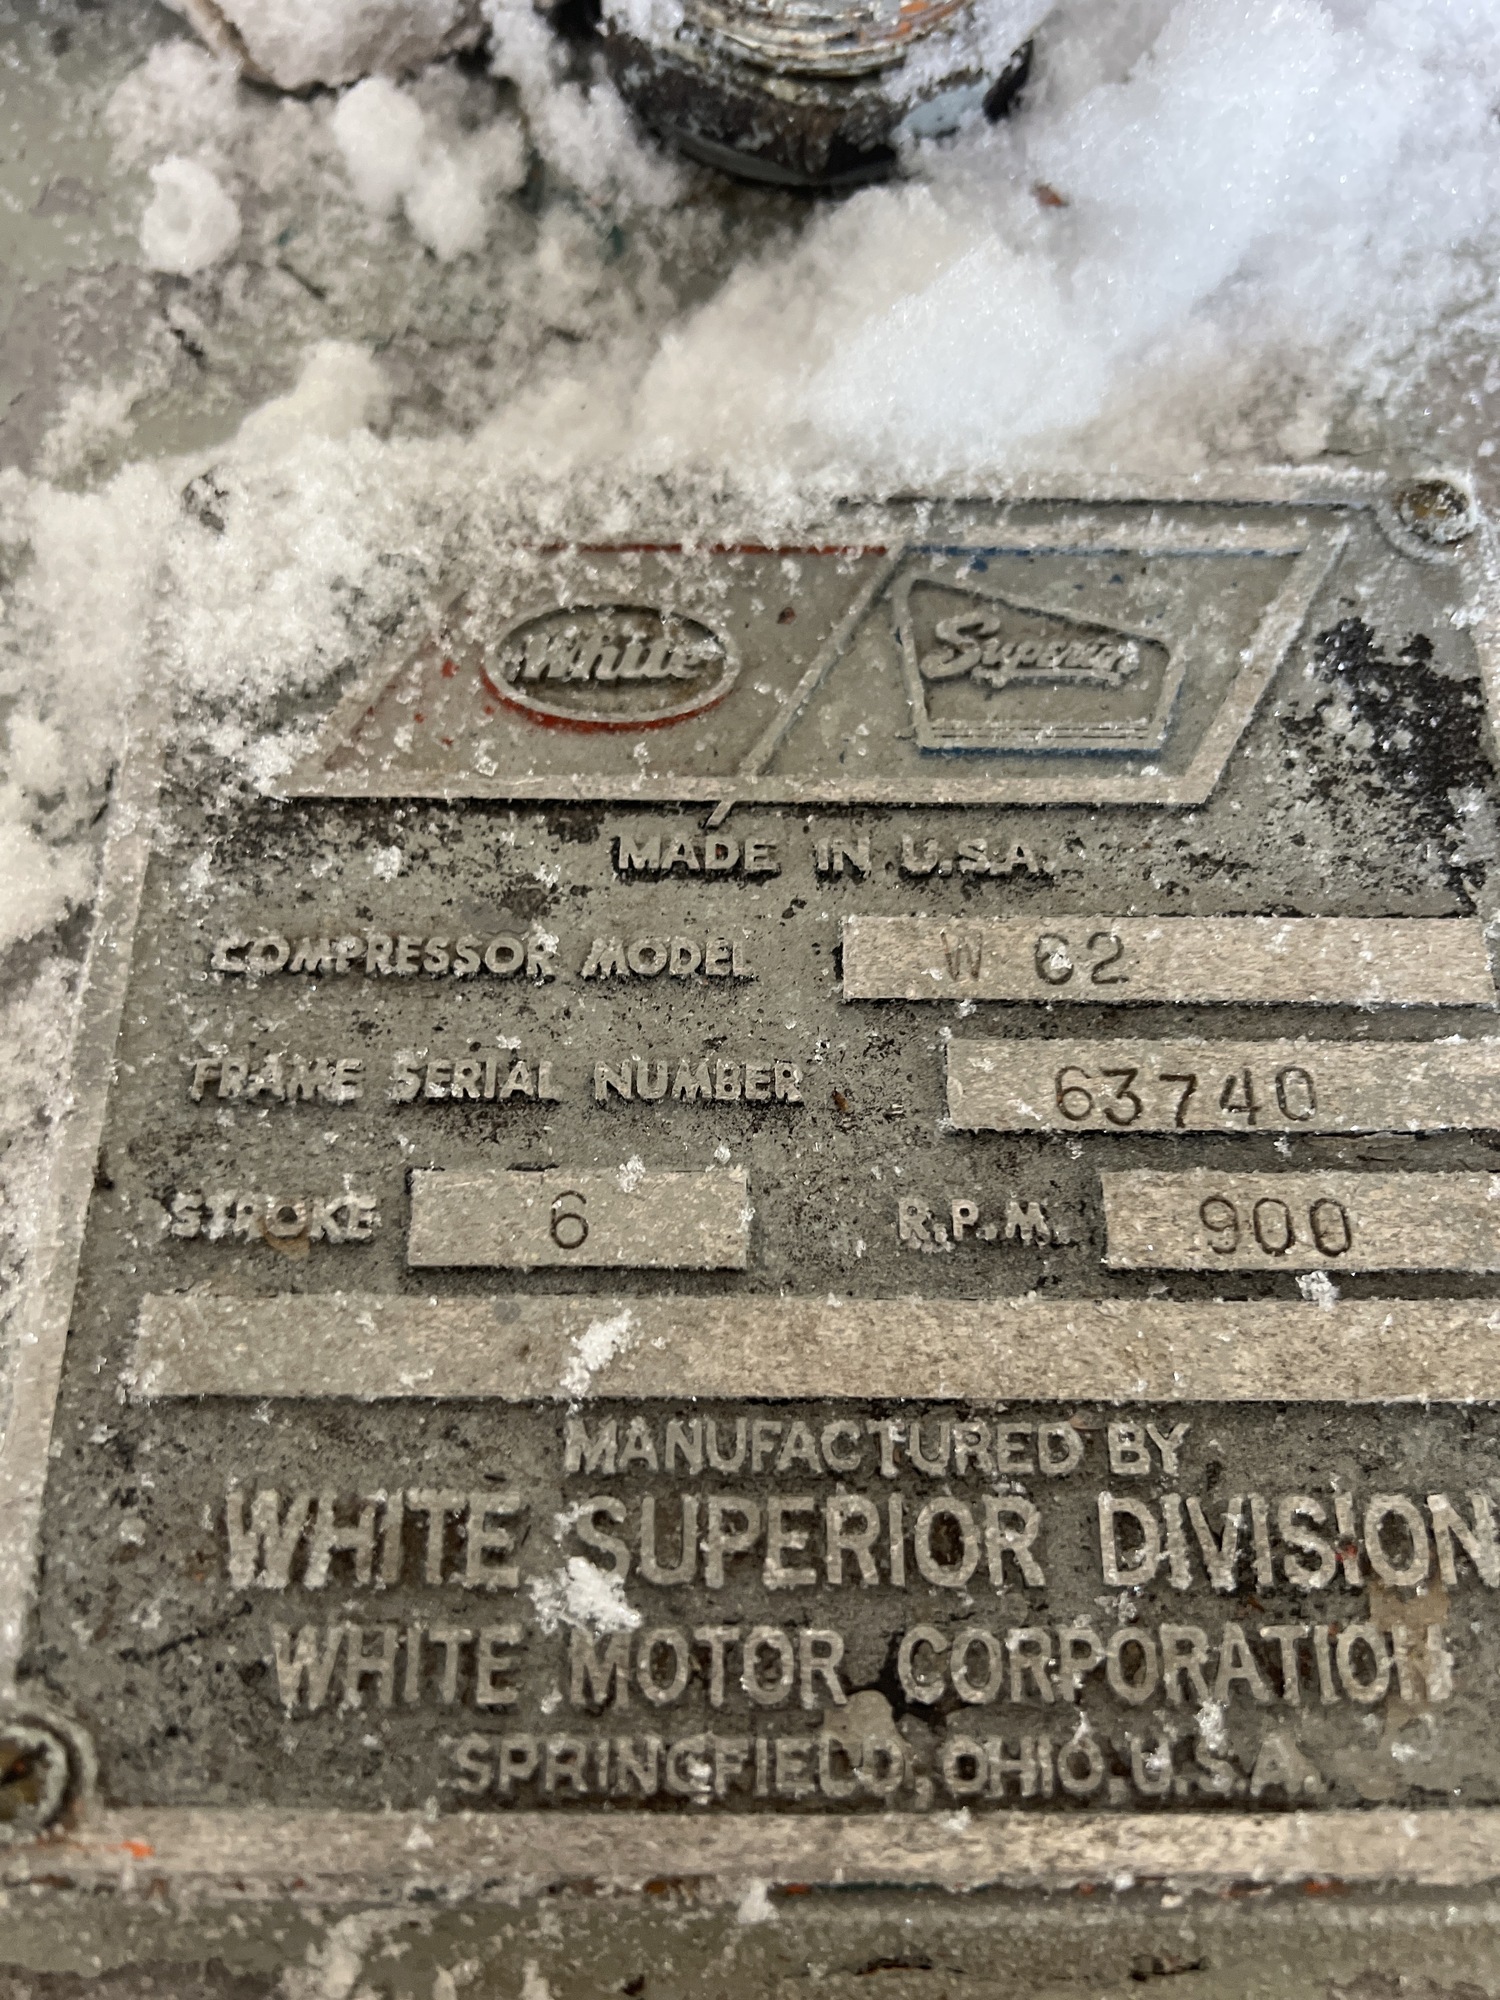 White Superior
MADE IN U.S.A.
COMPRESSOR MODEL W 62
FRAME SERIAL NUMBER 63740
STROKE 6 R.P.M. 900
MANUFACTURED BY
WHITE SUPERIOR DIVISION
WHITE MOTOR CORPORATION
SPRINGFIELD, OHIO, U.S.A.